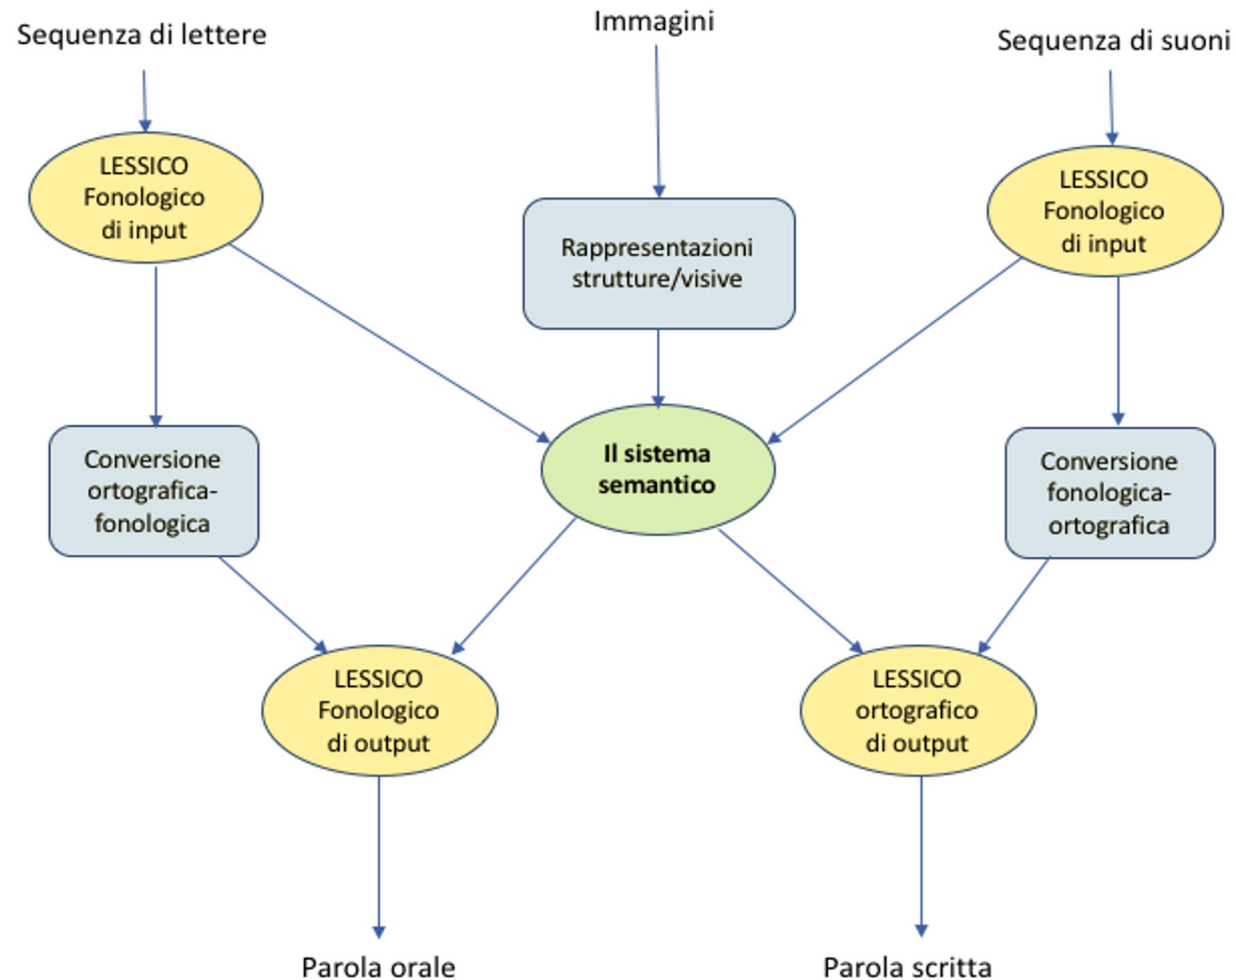 Sequenza di lettere
Immagini
Sequenza di suoni
LESSICO
Fonologico
di input
Rappresentazioni
strutture/visive
LESSICO
Fonologico
di input
Conversione
ortografica-
fonologica
Il sistema
semantico
Conversione
fonologica-
ortografica
LESSICO
Fonologico
di output
LESSICO
ortografico
di output
Parola orale
Parola scritta